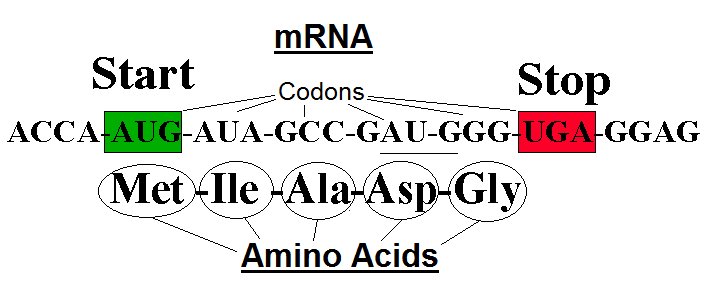 mRNA
Start Stop
Codons
ACCA-AUG-AUA-GCC-GAU-GGG-UGA-GGAG
Met-Ile-Ala-Asp-Gly
Amino Acids